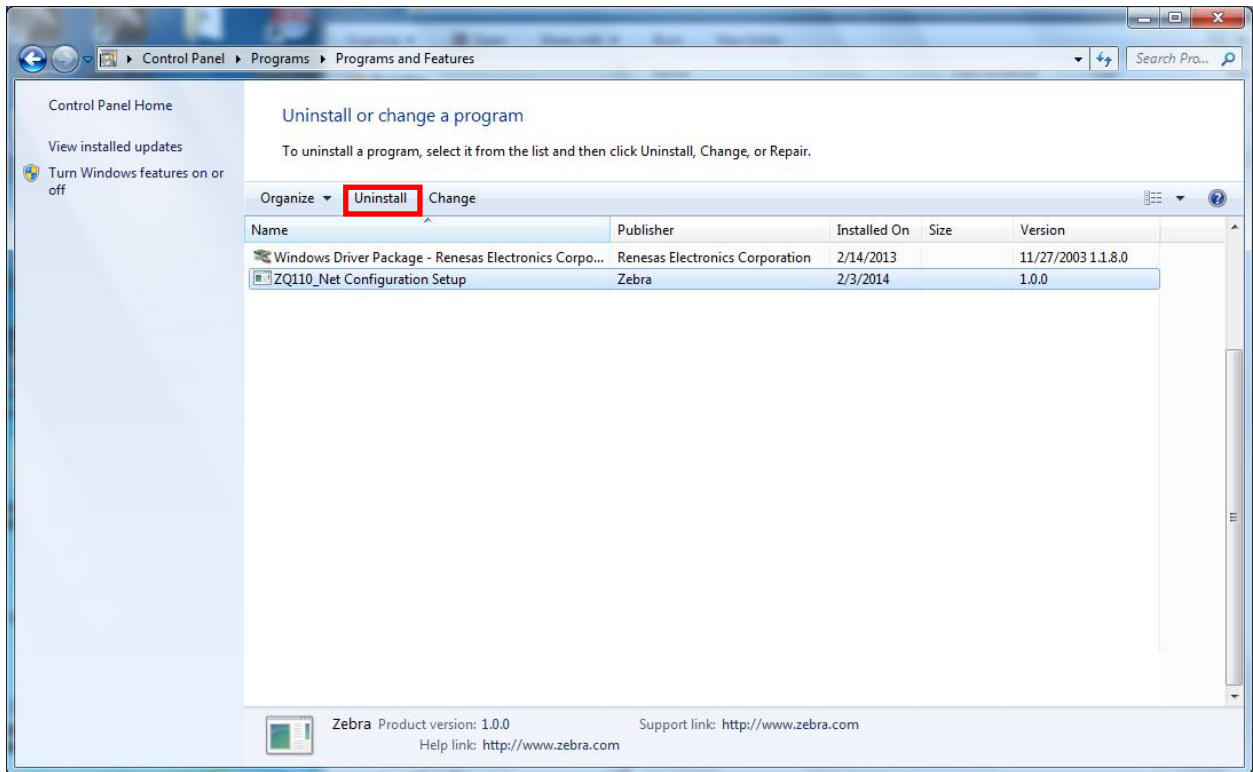 Control Panel Programs Programs and Features Search Pro...
Control Panel Home
View installed updates
Turn Windows features on or
off
Uninstall or change a program
To uninstall a program, select it from the list and then click Uninstall, Change, or Repair.
Organize Uninstall Change
Name Publisher Installed On Size Version
Windows Driver Package - Renesas Electronics Corpo... Renesas Electronics Corporation 2/14/2013 11/27/2003 1.1.8.0
ZQ110_Net Configuration Setup Zebra 2/3/2014 1.0.0
Zebra Product version: 1.0.0 Support link: http://www.zebra.com
Help link: http://www.zebra.com